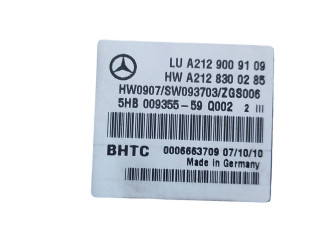 LU A212 900 91 09
HW A212 830 02 85
HW0907/SW093703/ZGS006
5HB 009355-59 Q002 2 III
BHTC 0006663709 07/10/10
Made in Germany